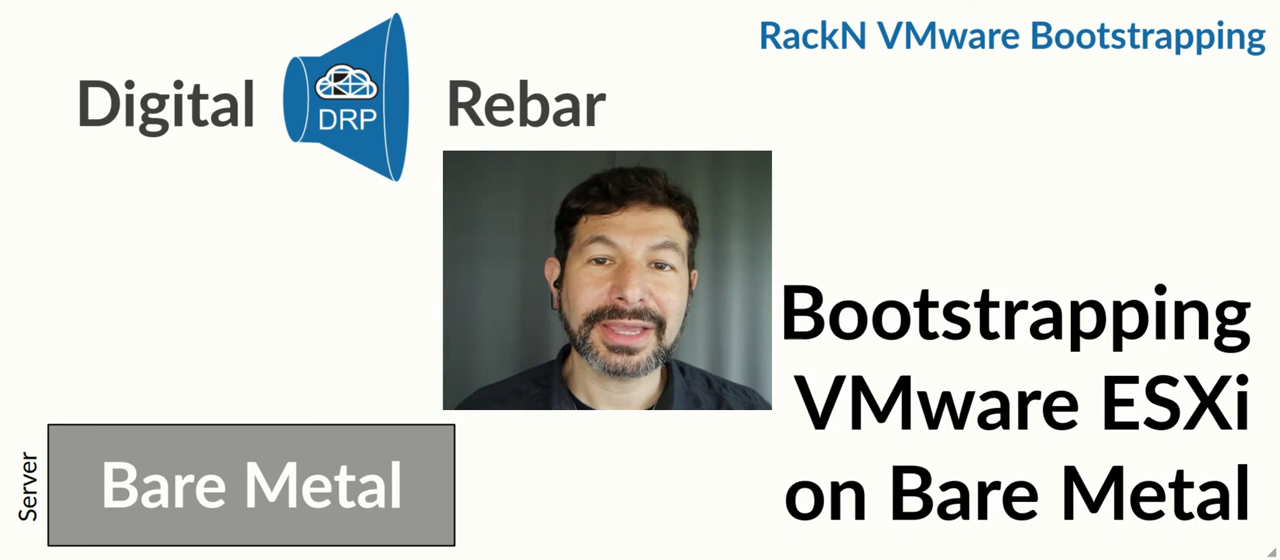 RackN VMware Bootstrapping
Digital
DRP
Rebar
Bootstrapping
VMware ESXi
on Bare Metal
Server
Bare Metal